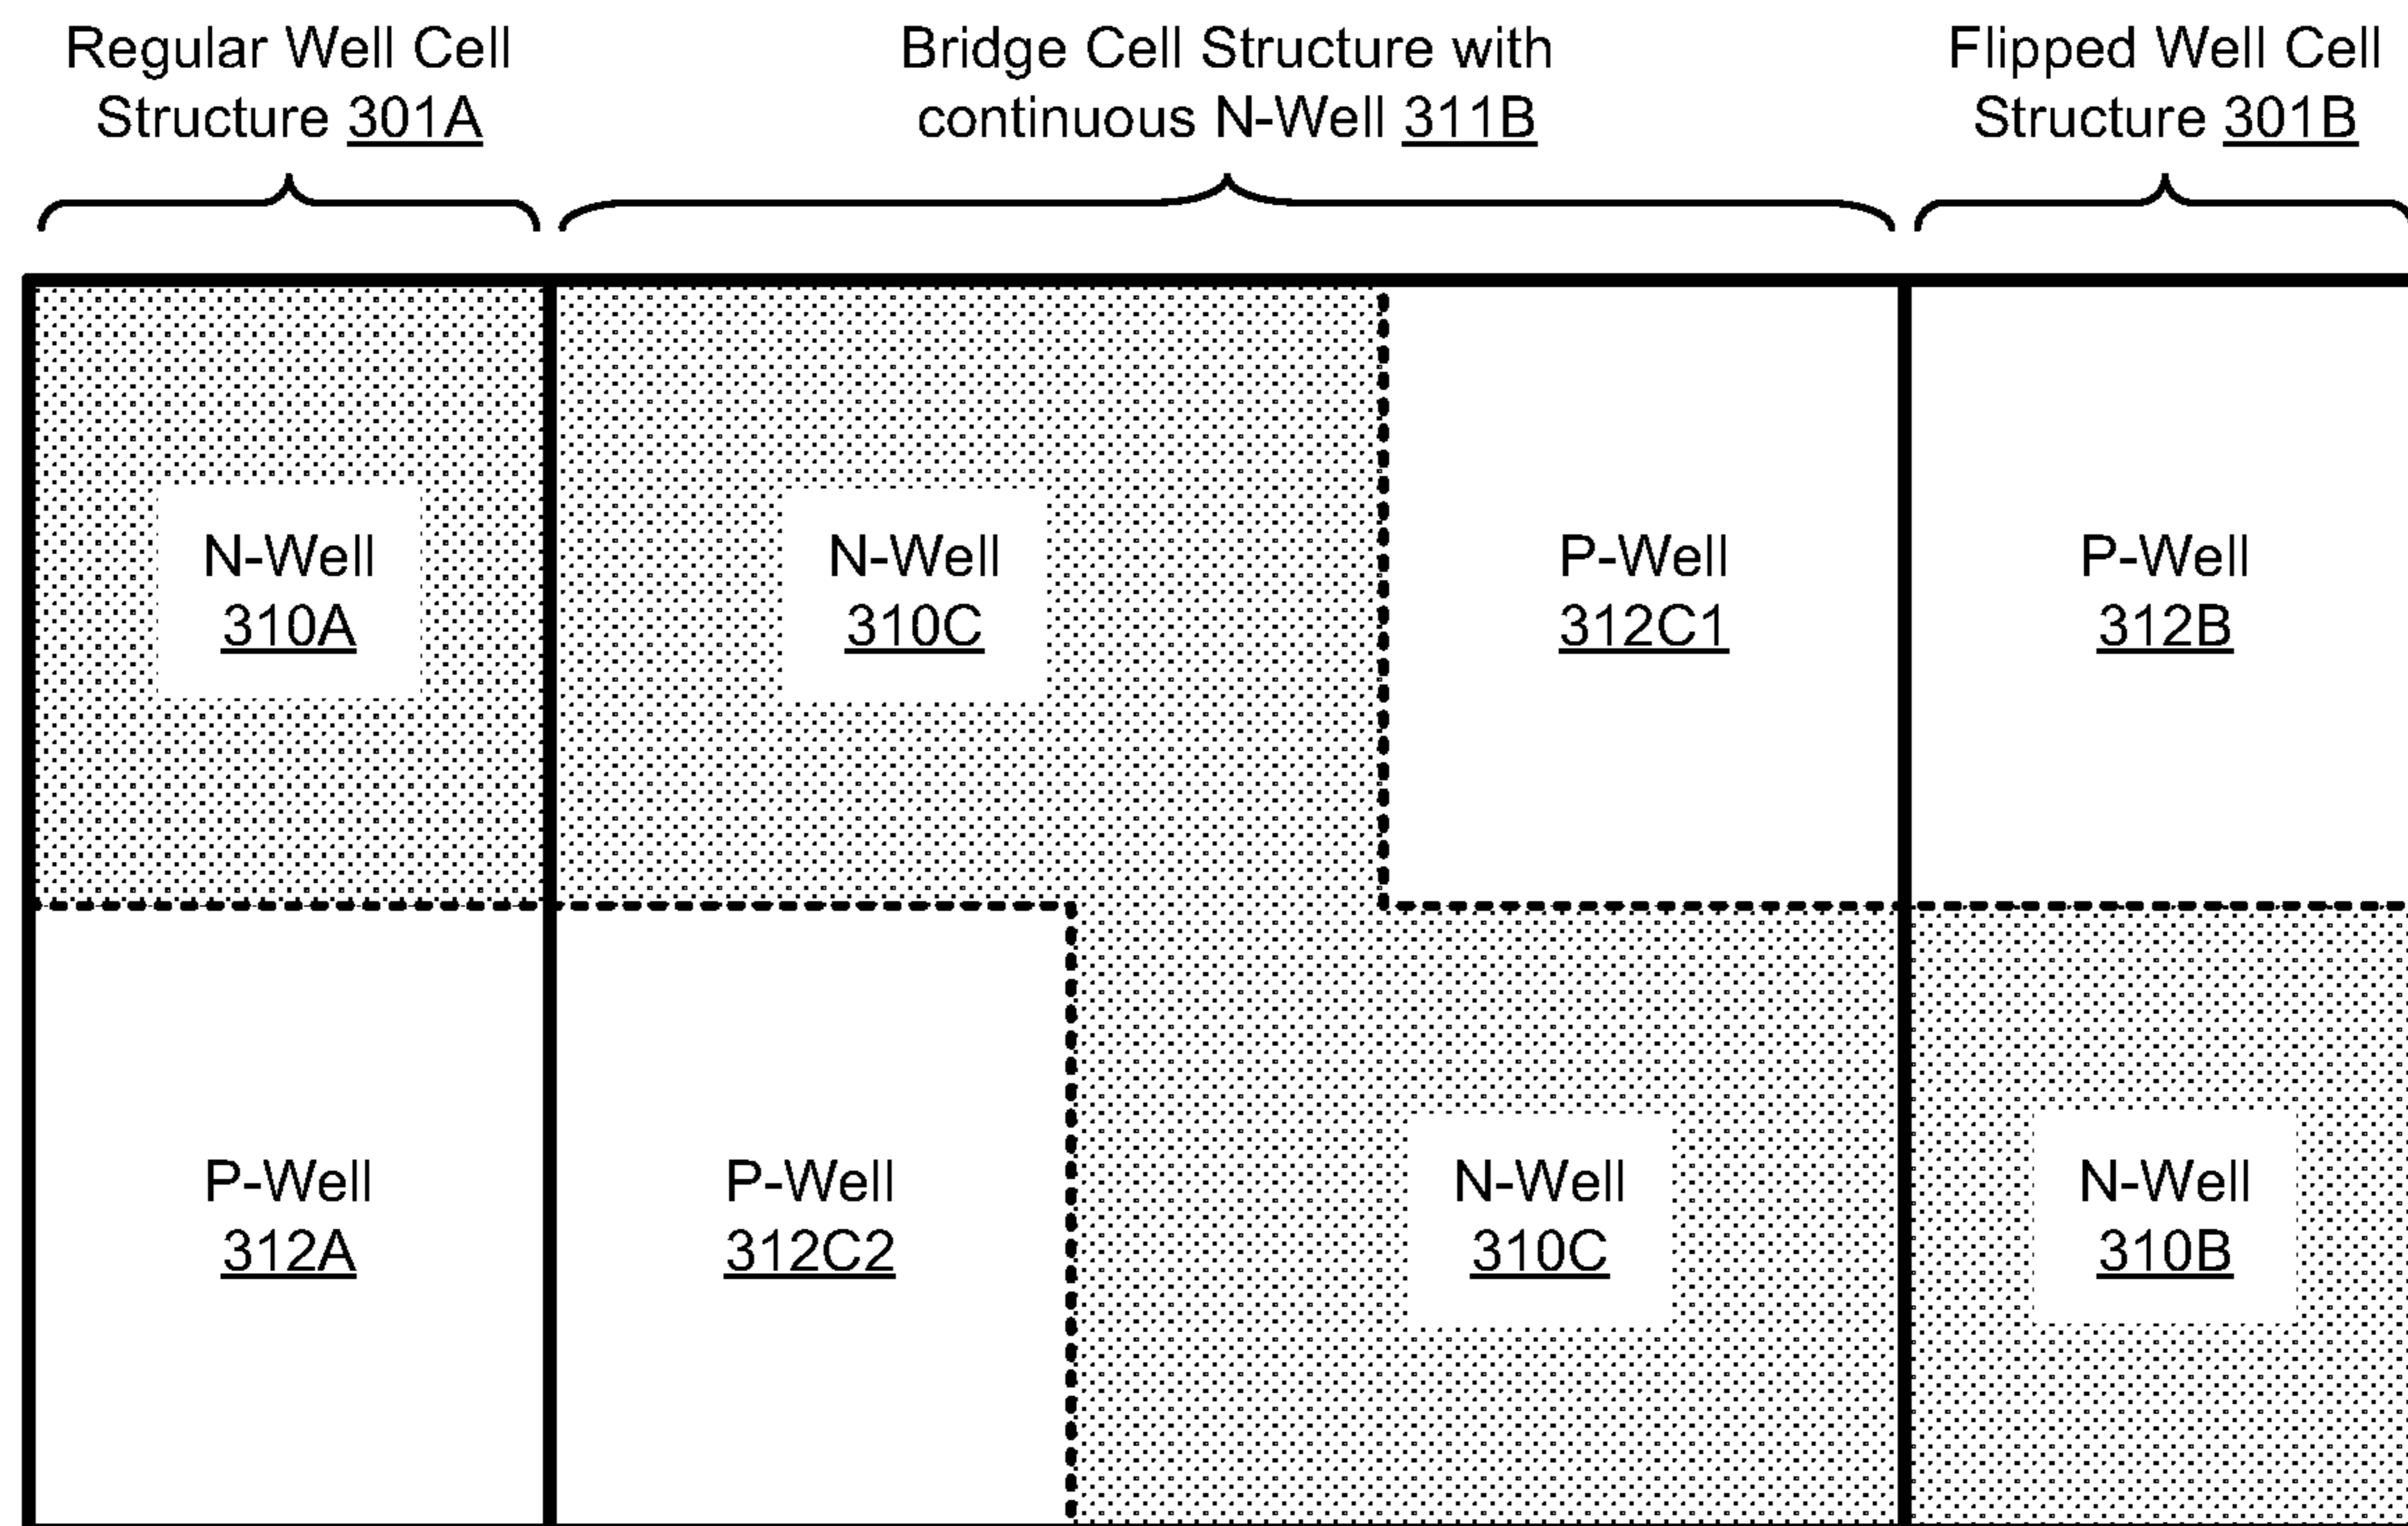 Regular Well Cell
Structure 301A
Bridge Cell Structure with
continuous N-Well 311B
Flipped Well Cell
Structure 301B
N-Well
310A
N-Well
310C
P-Well
312C1
P-Well
312B
P-Well
312A
P-Well
312C2
N-Well
310C
N-Well
310B